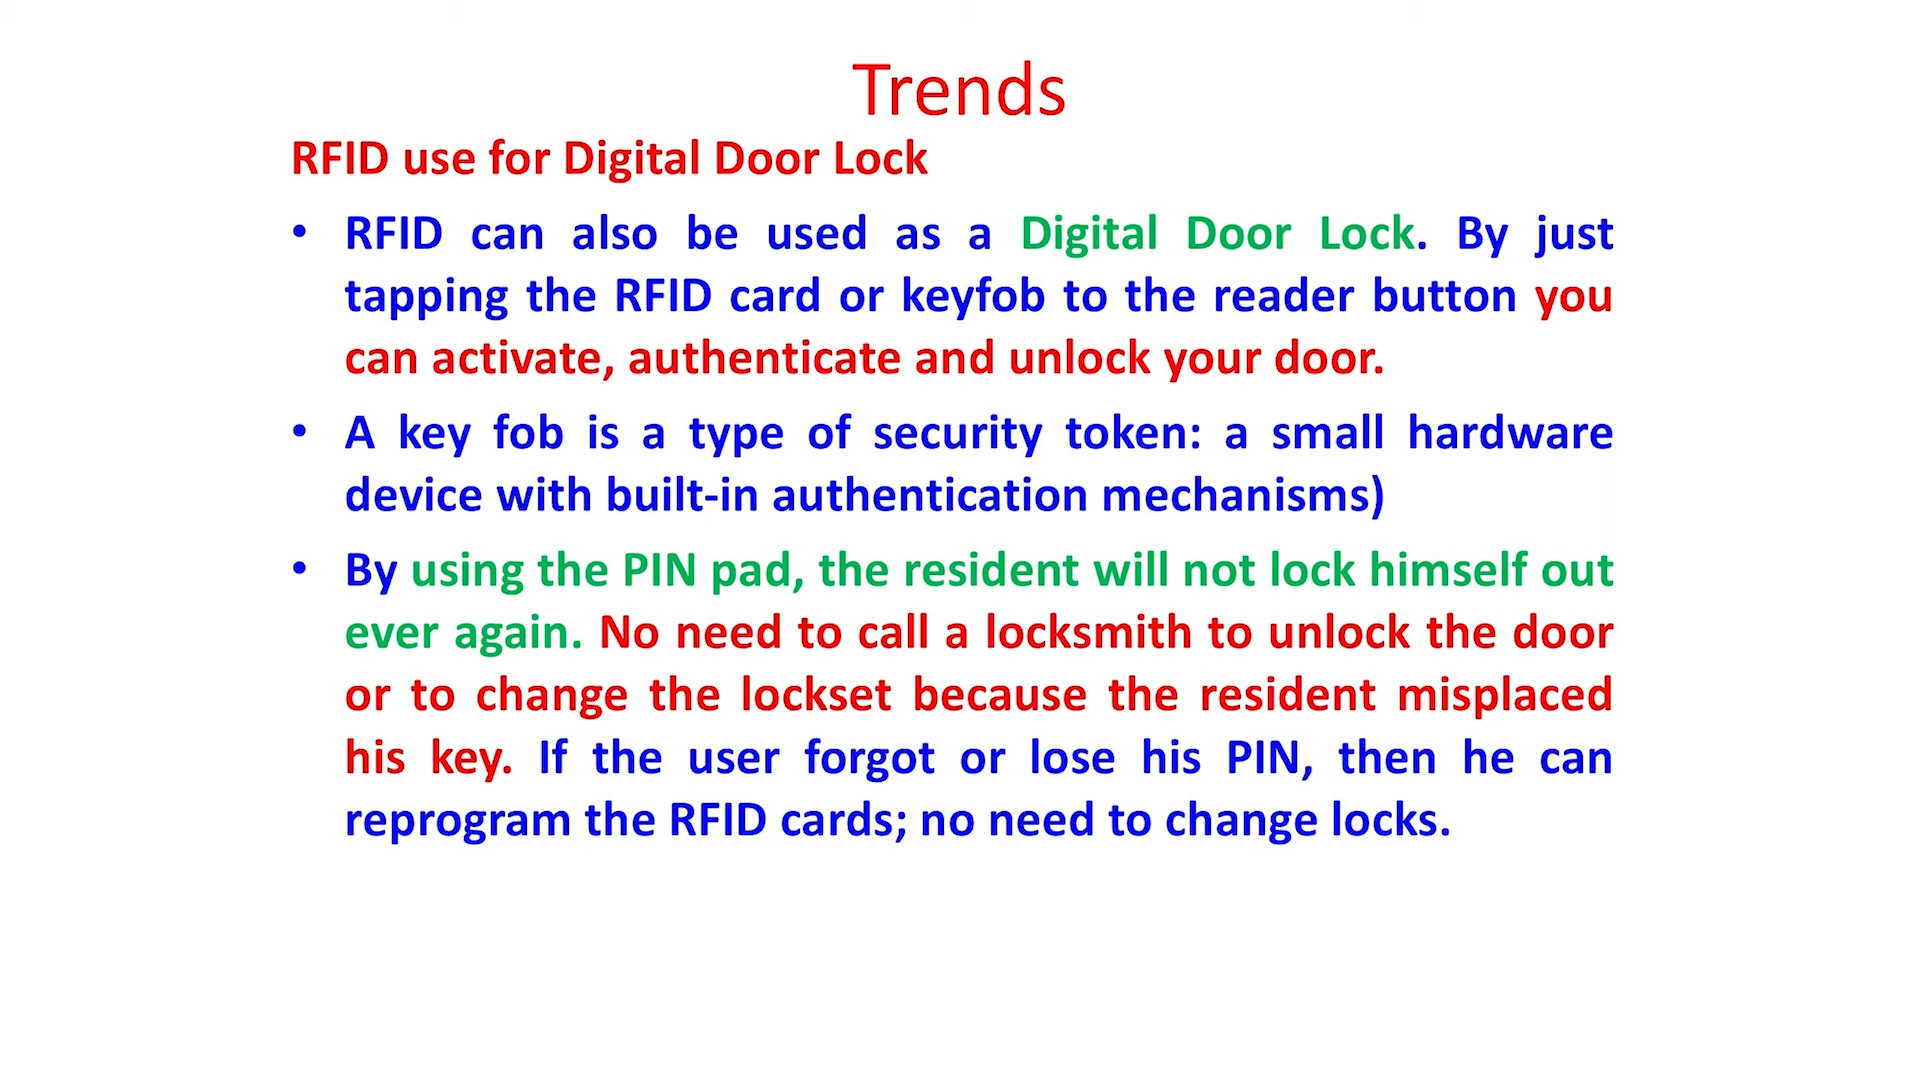 Trends
RFID use for Digital Door Lock
• RFID can also be used as a Digital Door Lock. By just
tapping the RFID card or keyfob to the reader button you
can activate, authenticate and unlock your door.
• A key fob is a type of security token: a small hardware
device with built-in authentication mechanisms)
• By using the PIN pad, the resident will not lock himself out
ever again. No need to call a locksmith to unlock the door
or to change the lockset because the resident misplaced
his key. If the user forgot or lose his PIN, then he can
reprogram the RFID cards; no need to change locks.